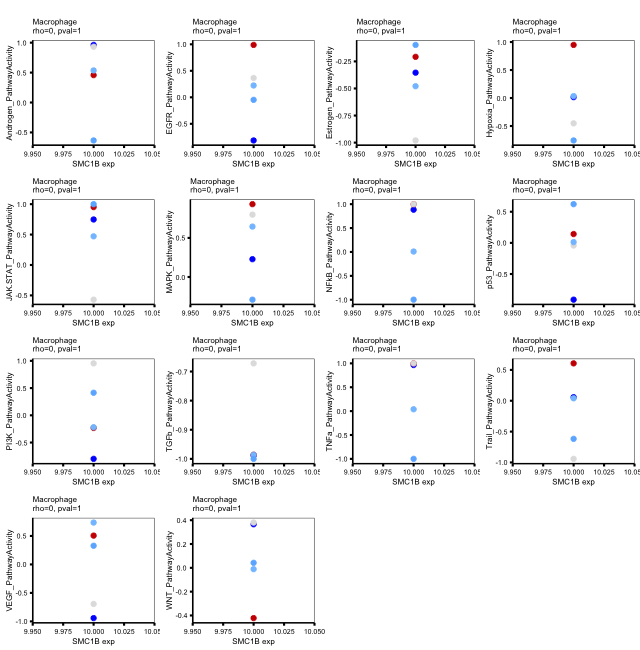 Macrophage
rho=0, pval=1
Androgen_PathwayActivity
1.0
0.5
0.0
-0.5
9.950 9.975 10.000 10.025 10.05
SMC1B exp
Macrophage
rho=0, pval=1
EGFR_PathwayActivity
1.0
0.5
0.0
-0.5
9.950 9.975 10.000 10.025 10.05
SMC1B exp
Macrophage
rho=0, pval=1
Estrogen_PathwayActivity
-0.25
-0.50
-0.75
-1.00
9.950 9.975 10.000 10.025 10.05
SMC1B exp
Macrophage
rho=0, pval=1
Hypoxia_PathwayActivity
1.0
0.5
0.0
-0.5
9.950 9.975 10.000 10.025 10.05
SMC1B exp
Macrophage
rho=0, pval=1
JAK.STAT_PathwayActivity
1.0
0.5
0.0
-0.5
9.950 9.975 10.000 10.025 10.05
SMC1B exp
Macrophage
rho=0, pval=1
MAPK_PathwayActivity
0.5
0.0
9.950 9.975 10.000 10.025 10.05
SMC1B exp
Macrophage
rho=0, pval=1
NFkB_PathwayActivity
1.0
0.5
0.0
-0.5
-1.0
9.950 9.975 10.000 10.025 10.05
SMC1B exp
Macrophage
rho=0, pval=1
p53_PathwayActivity
0.5
0.0
-0.5
9.950 9.975 10.000 10.025 10.05
SMC1B exp
Macrophage
rho=0, pval=1
PI3K_PathwayActivity
1.0
0.5
0.0
-0.5
9.950 9.975 10.000 10.025 10.05
SMC1B exp
Macrophage
rho=0, pval=1
TGFb_PathwayActivity
-0.7
-0.8
-0.9
-1.0
9.950 9.975 10.000 10.025 10.05
SMC1B exp
Macrophage
rho=0, pval=1
TNFa_PathwayActivity
1.0
0.5
0.0
-0.5
-1.0
9.950 9.975 10.000 10.025 10.05
SMC1B exp
Macrophage
rho=0, pval=1
Trail_PathwayActivity
0.5
0.0
-0.5
-1.0
9.950 9.975 10.000 10.025 10.05
SMC1B exp
Macrophage
rho=0, pval=1
VEGF_PathwayActivity
0.5
0.0
-0.5
-1.0
9.950 9.975 10.000 10.025 10.05
SMC1B exp
Macrophage
rho=0, pval=1
WNT_PathwayActivity
0.4
0.2
0.0
-0.2
-0.4
9.950 9.975 10.000 10.025 10.050
SMC1B exp